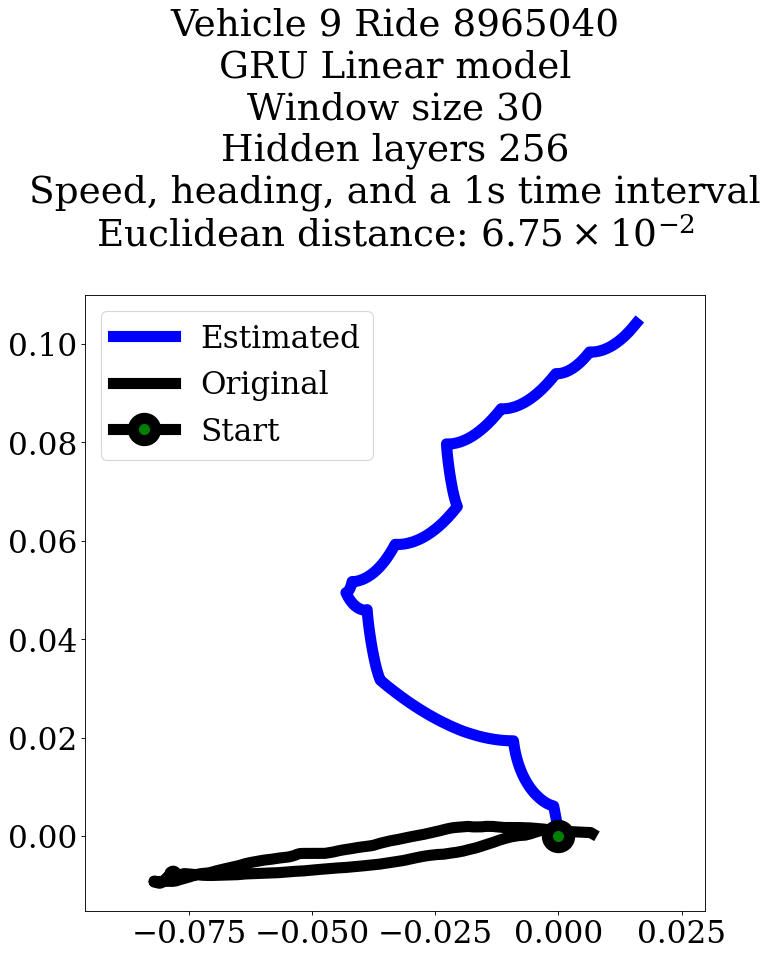 Vehicle 9 Ride 8965040
GRU Linear model
Window size 30
Hidden layers 256
Speed, heading, and a 1s time interval
Euclidean distance: 6.75 × 10⁻²
Estimated
Original
Start
0.10
0.08
0.06
0.04
0.02
0.00
−0.075 −0.050 −0.025 0.000 0.025